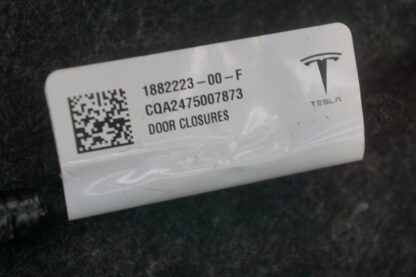 1882223-00-F
CQA2475007873
DOOR CLOSURES
TESLA